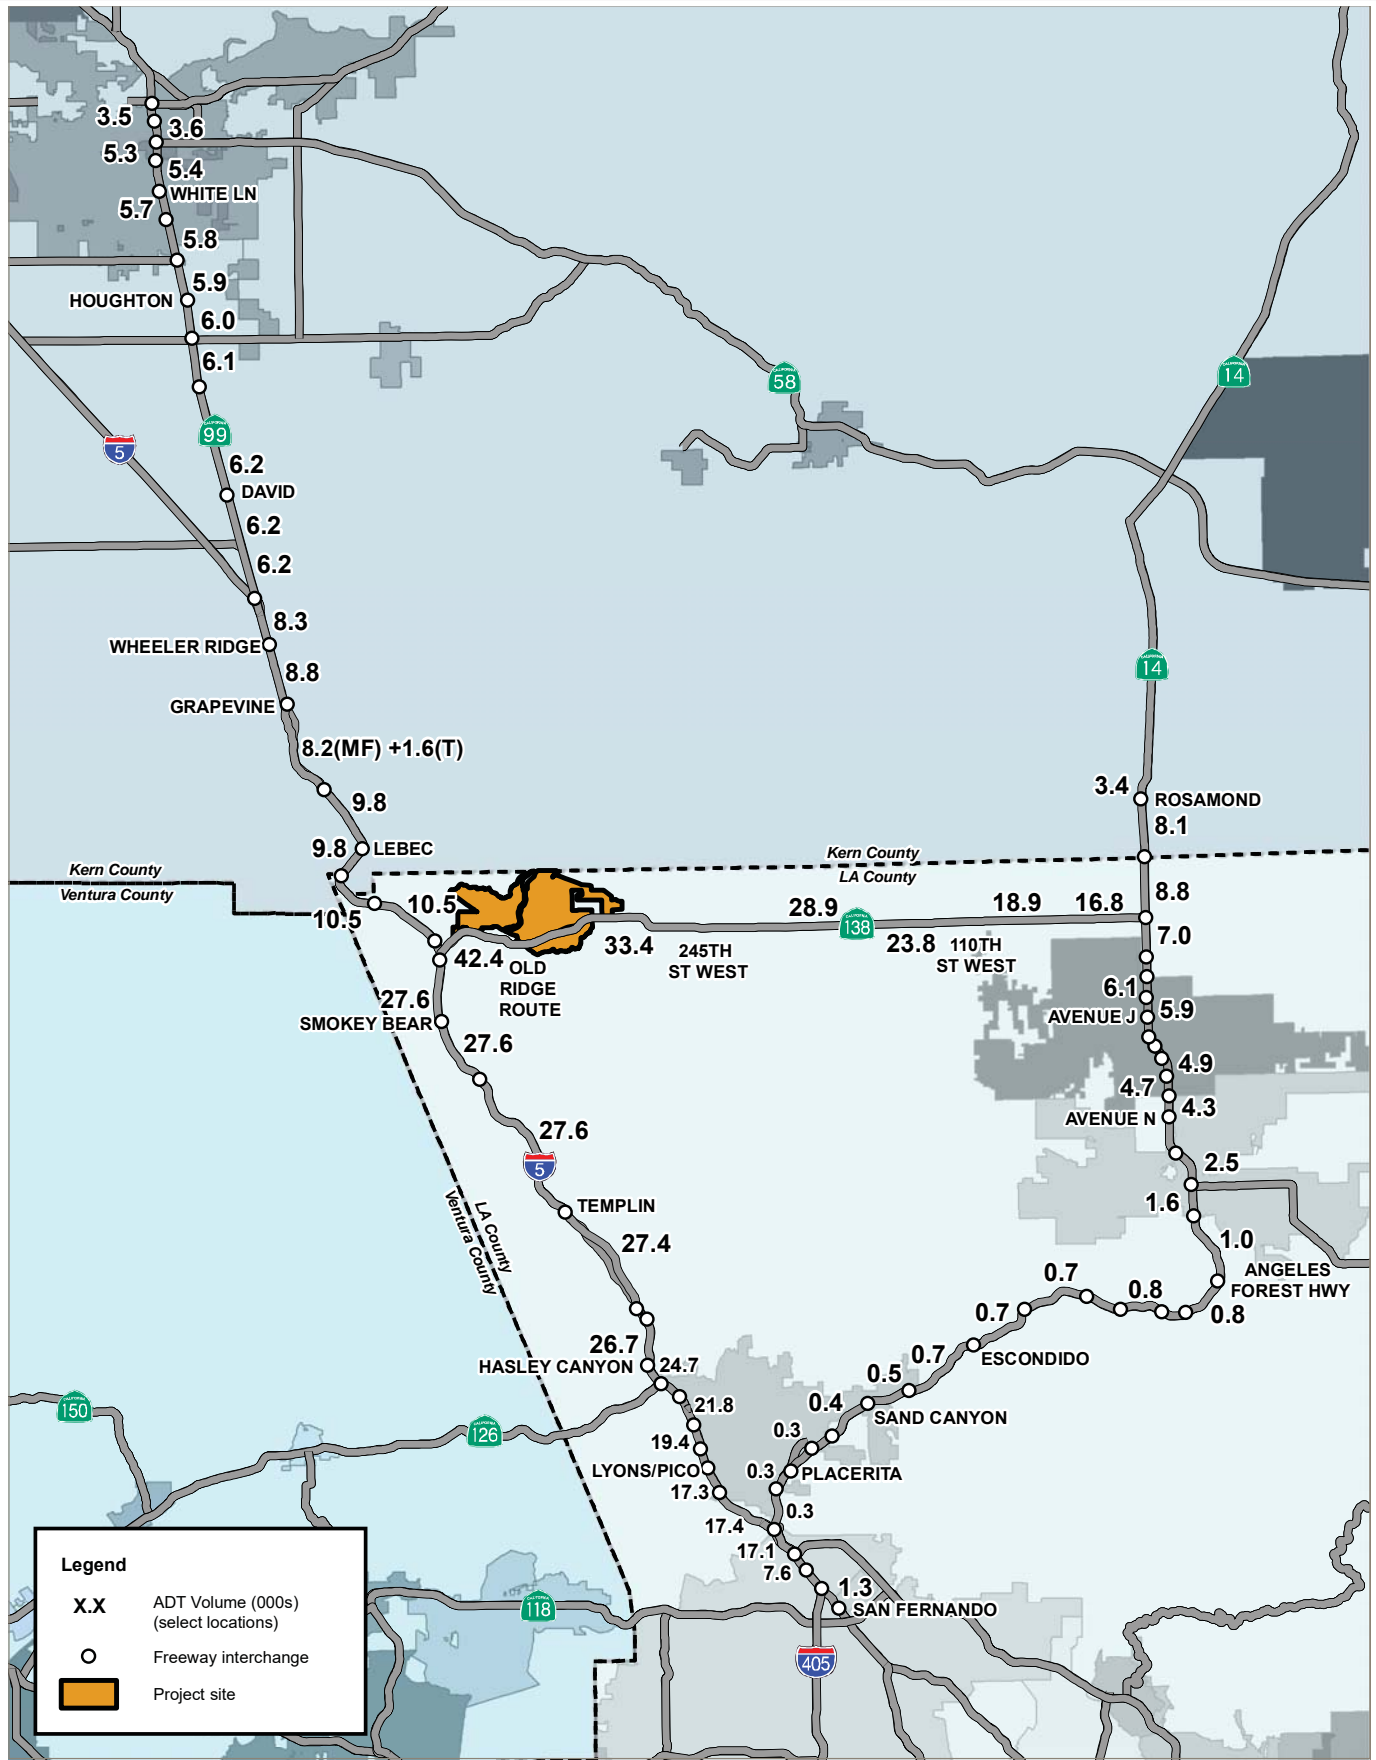 3.5
3.6
5.3
5.4
WHITE LN
5.7
5.8
5.9
HOUGHTON
6.0
6.1
CALIFORNIA
58
CALIFORNIA
14
CALIFORNIA
99
5
6.2
DAVID
6.2
6.2
8.3
WHEELER RIDGE
8.8
CALIFORNIA
14
GRAPEVINE
8.2(MF) +1.6(T)
3.4
ROSAMOND
9.8
8.1
9.8
LEBEC
Kern County
LA County
Kern County
Ventura County
8.8
10.5
10.5
28.9
CALIFORNIA
138
18.9
16.8
7.0
33.4
23.8
42.4
OLD
RIDGE
ROUTE
245TH
ST WEST
110TH
ST WEST
6.1
5.9
AVENUE J
27.6
SMOKEY BEAR
27.6
4.9
4.7
4.3
AVENUE N
27.6
5
2.5
TEMPLIN
1.6
LA County
Ventura County
27.4
1.0
ANGELES
FOREST HWY
0.7
0.8
0.8
0.7
26.7
HASLEY CANYON
24.7
0.7
ESCONDIDO
0.5
0.4
SAND CANYON
CALIFORNIA
150
CALIFORNIA
126
21.8
19.4
0.3
LYONS/PICO
0.3
PLACERITA
17.3
0.3
17.4
17.1
7.6
1.3
SAN FERNANDO
CALIFORNIA
118
405
Legend
X.X
ADT Volume (000s)
(select locations)
Freeway interchange
Project site